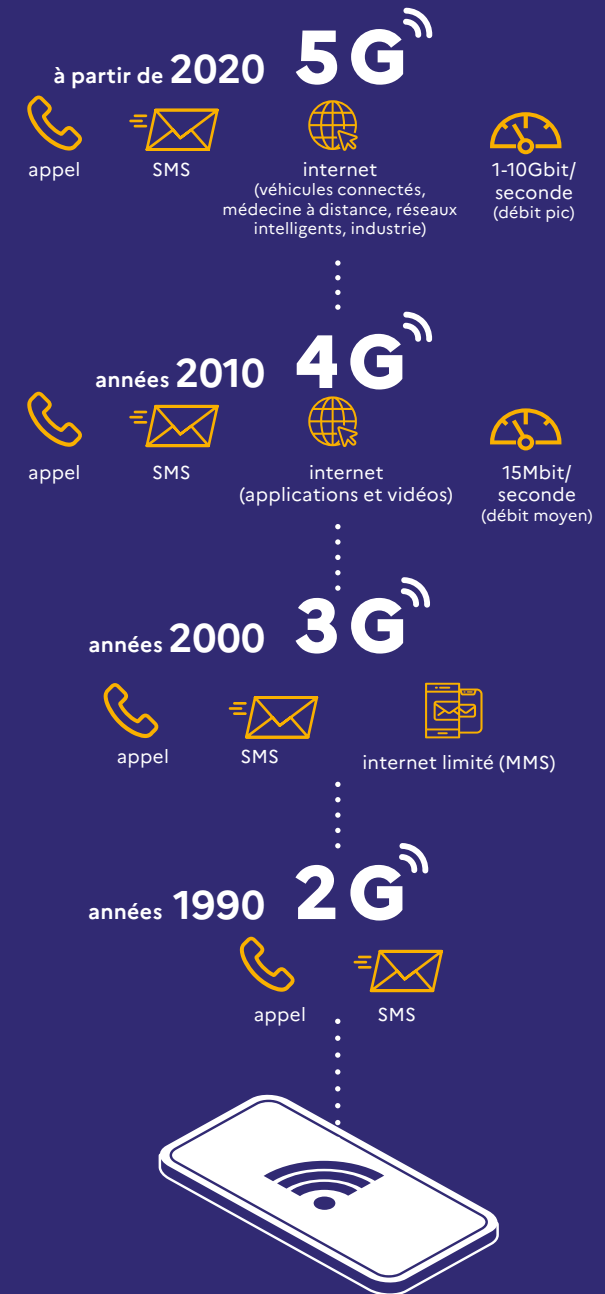 à partir de 2020 5G
appel
SMS
internet
(véhicules connectés,
médecine à distance, réseaux
intelligents, industrie)
1-10Gbit/
seconde
(débit pic)
années 2010 4G
appel
SMS
internet
(applications et vidéos)
15Mbit/
seconde
(débit moyen)
années 2000 3G
appel
SMS
internet limité (MMS)
années 1990 2G
appel
SMS